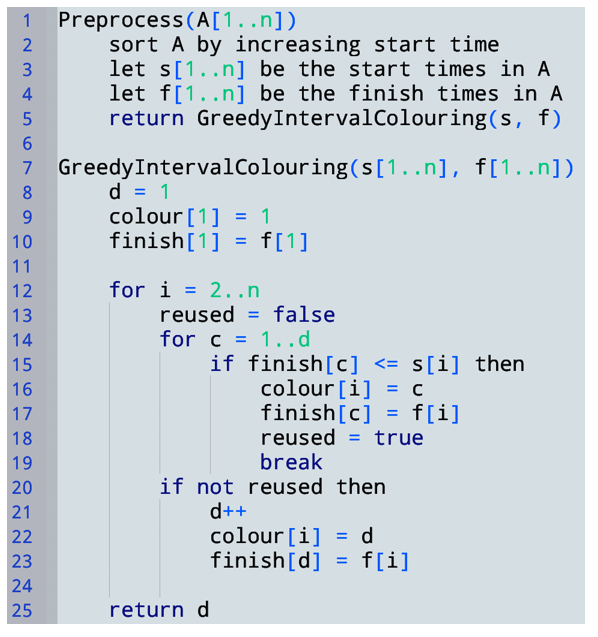 1 Preprocess(A[1..n])
2     sort A by increasing start time
3     let s[1..n] be the start times in A
4     let f[1..n] be the finish times in A
5     return GreedyIntervalColouring(s, f)
6
7 GreedyIntervalColouring(s[1..n], f[1..n])
8     d = 1
9     colour[1] = 1
10     finish[1] = f[1]
11
12     for i = 2..n
13         reused = false
14         for c = 1..d
15             if finish[c] <= s[i] then
16                 colour[i] = c
17                 finish[c] = f[i]
18                 reused = true
19                 break
20         if not reused then
21             d++
22             colour[i] = d
23             finish[d] = f[i]
24
25     return d